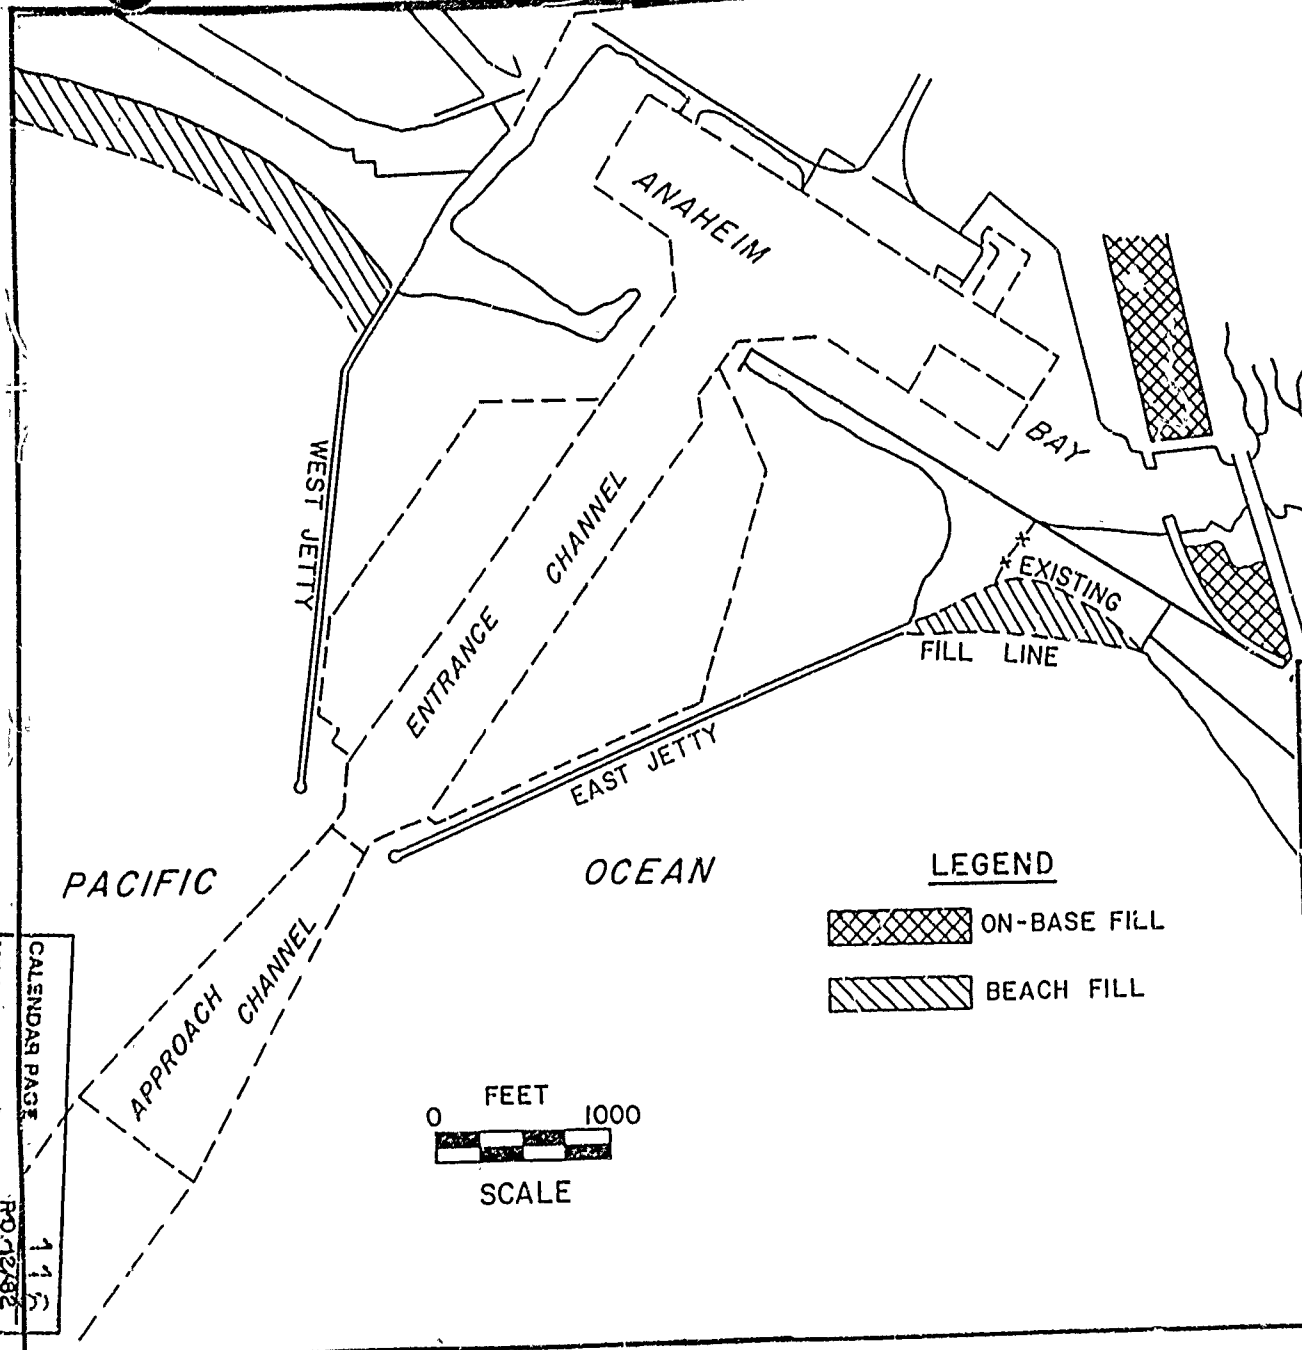 ANAHEIM
BAY
WEST JETTY
ENTRANCE CHANNEL
EXISTING
FILL LINE
EAST JETTY
PACIFIC OCEAN
APPROACH CHANNEL
LEGEND
ON-BASE FILL
BEACH FILL
FEET
0 1000
SCALE
CALENDAR PAGE